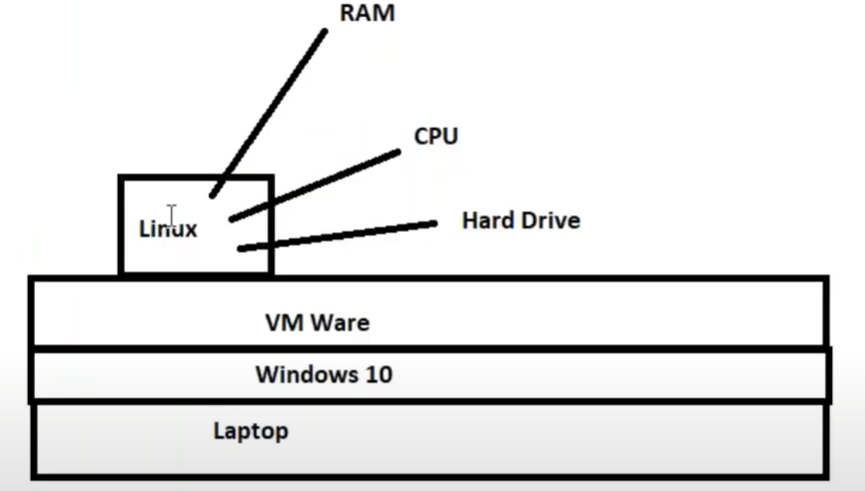 RAM
CPU
Linux
Hard Drive
VM Ware
Windows 10
Laptop